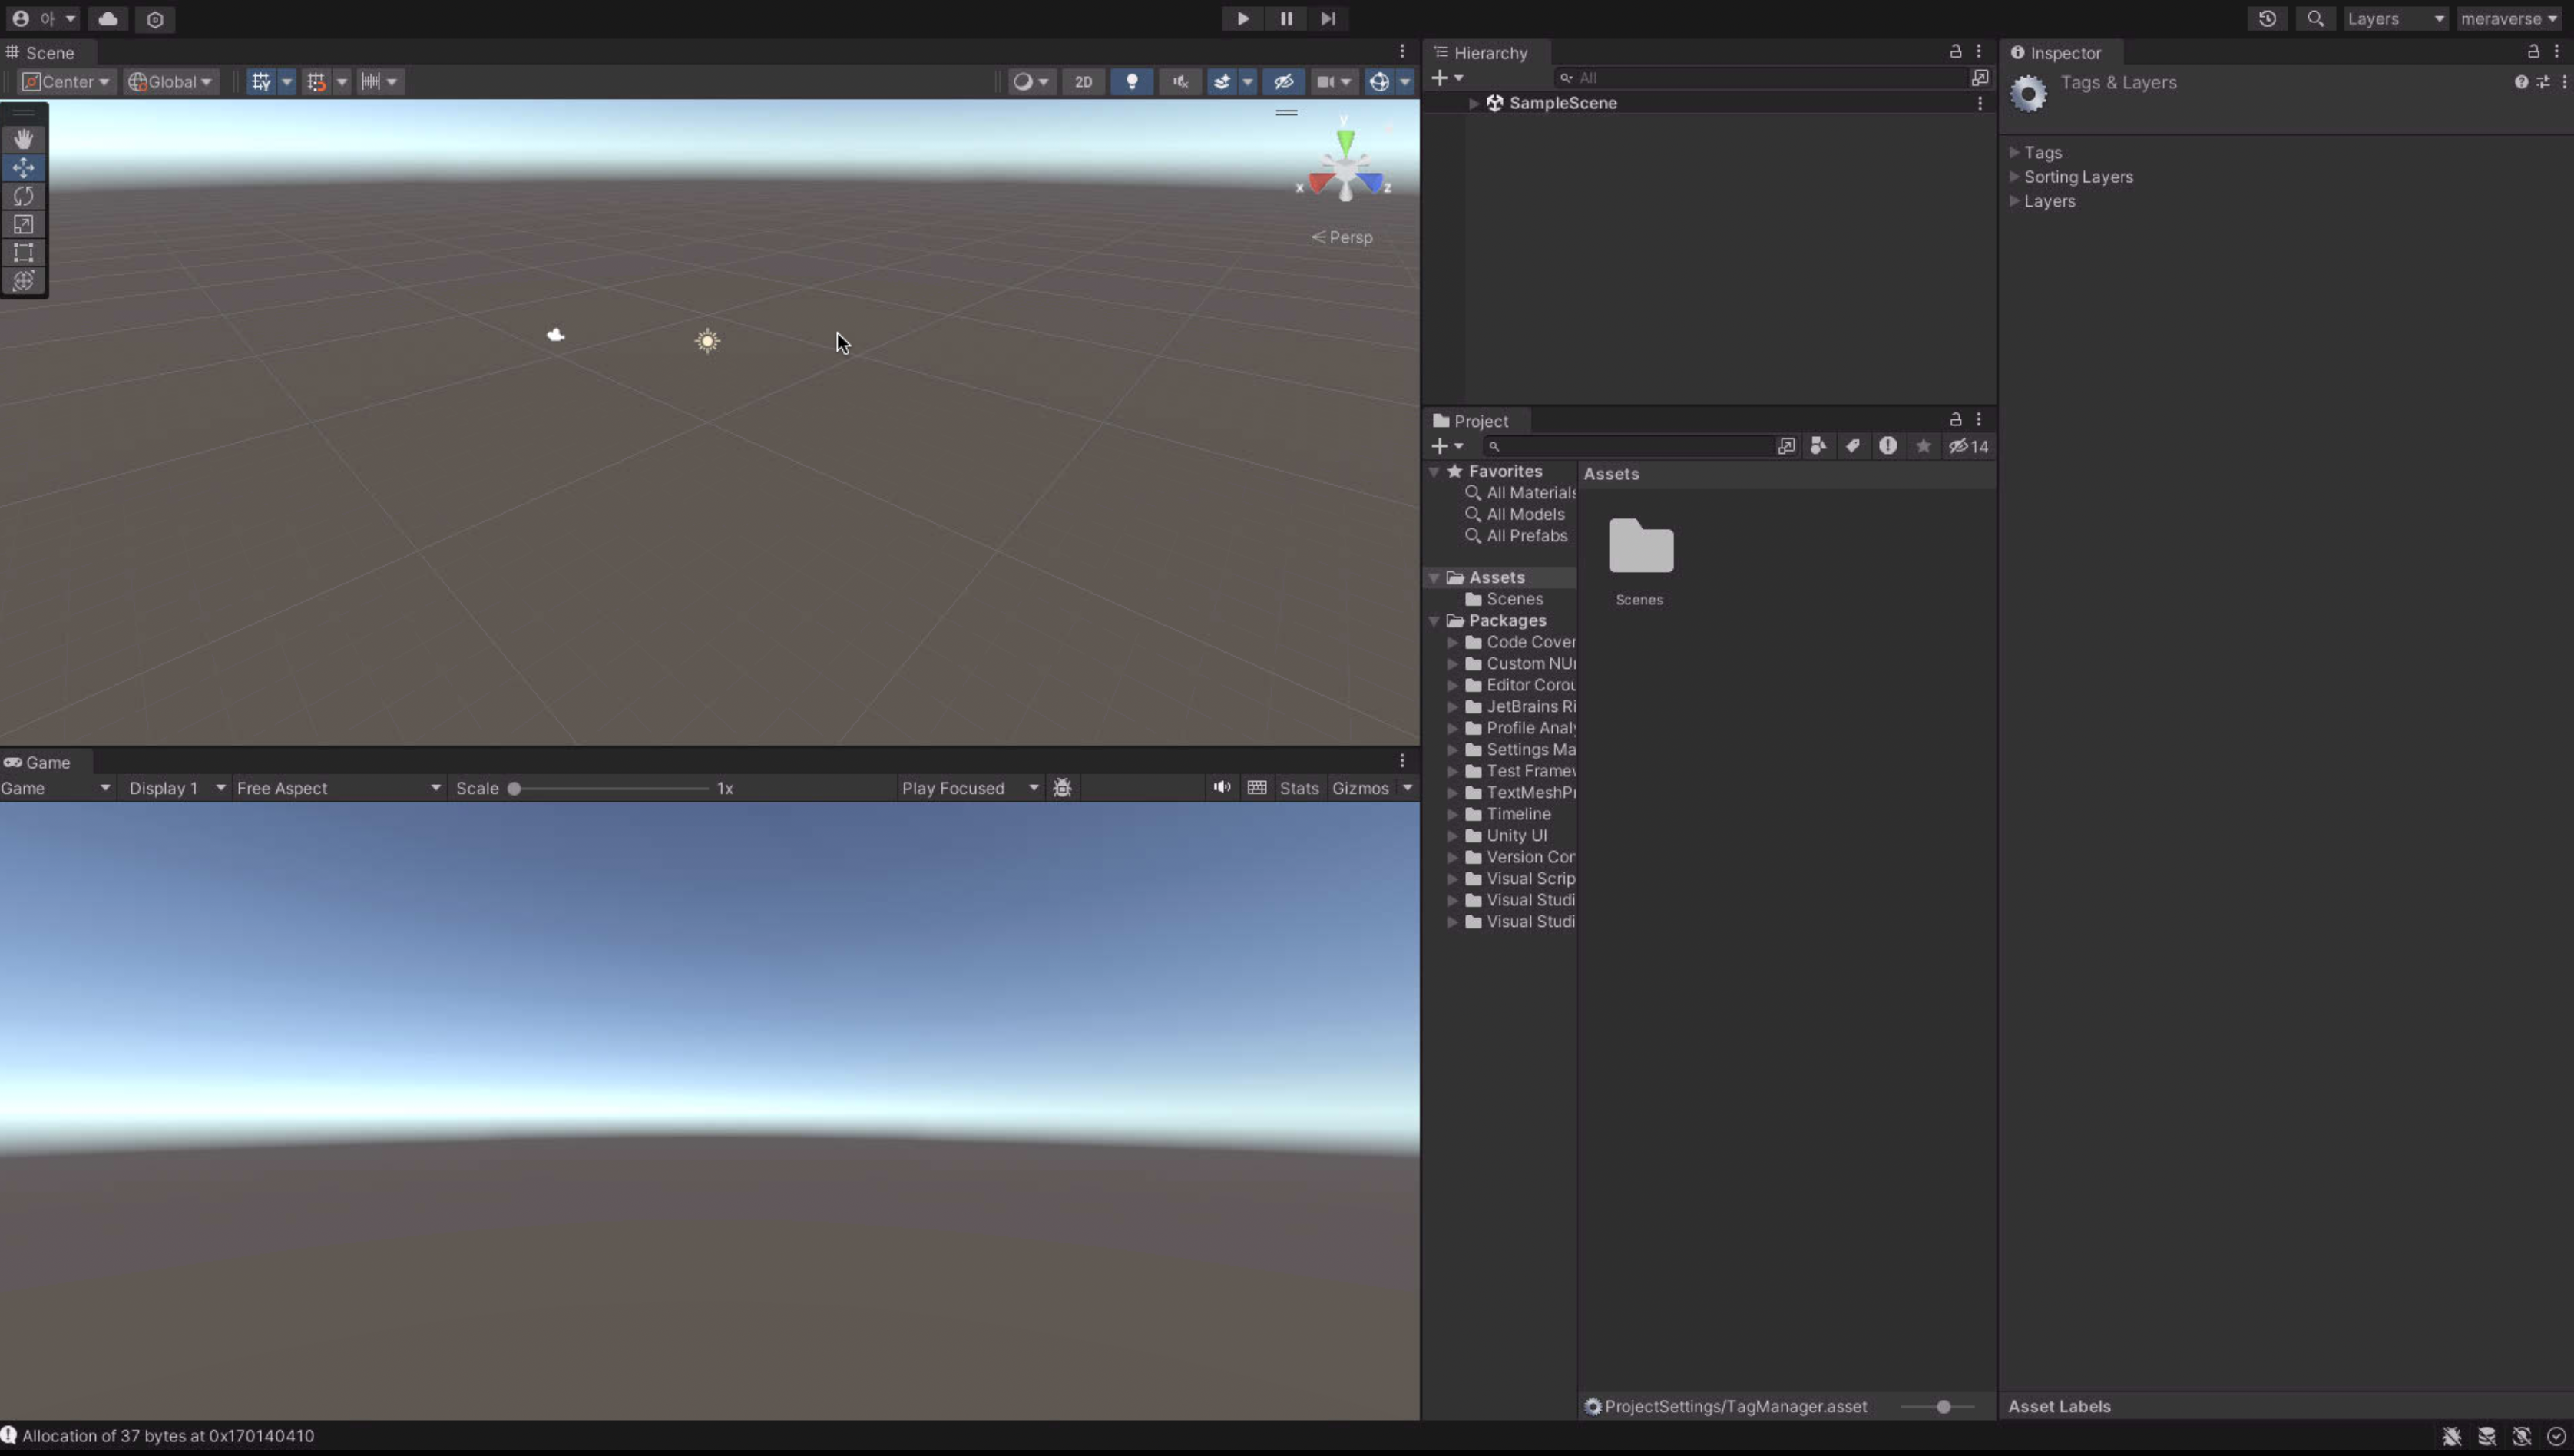 아
Layers
meraverse
Scene
Center
Global
2D
y
x
z
Persp
Hierarchy
All
SampleScene
Inspector
Tags & Layers
Tags
Sorting Layers
Layers
Project
14
Favorites
All Materials
All Models
All Prefabs
Assets
Scenes
Packages
Code Cover
Custom NU
Editor Corou
JetBrains Ri
Profile Analy
Settings Ma
Test Framew
TextMeshPr
Timeline
Unity UI
Version Con
Visual Scrip
Visual Studi
Visual Studi
Assets
Scenes
ProjectSettings/TagManager.asset
Asset Labels
Game
Game
Display 1
Free Aspect
Scale
1x
Play Focused
Stats
Gizmos
Allocation of 37 bytes at 0x170140410